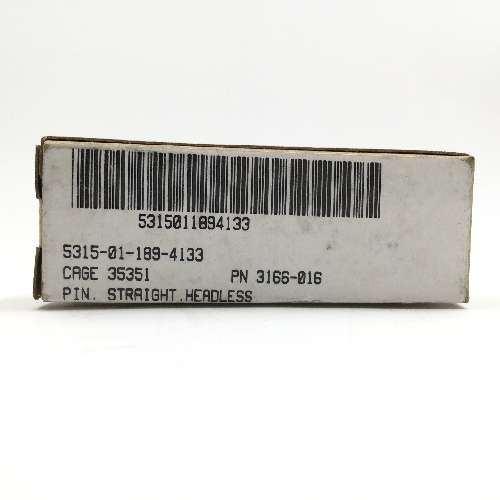 5315011894133
5315-01-189-4133
CAGE 35351 PN 3166-016
PIN. STRAIGHT.HEADLESS